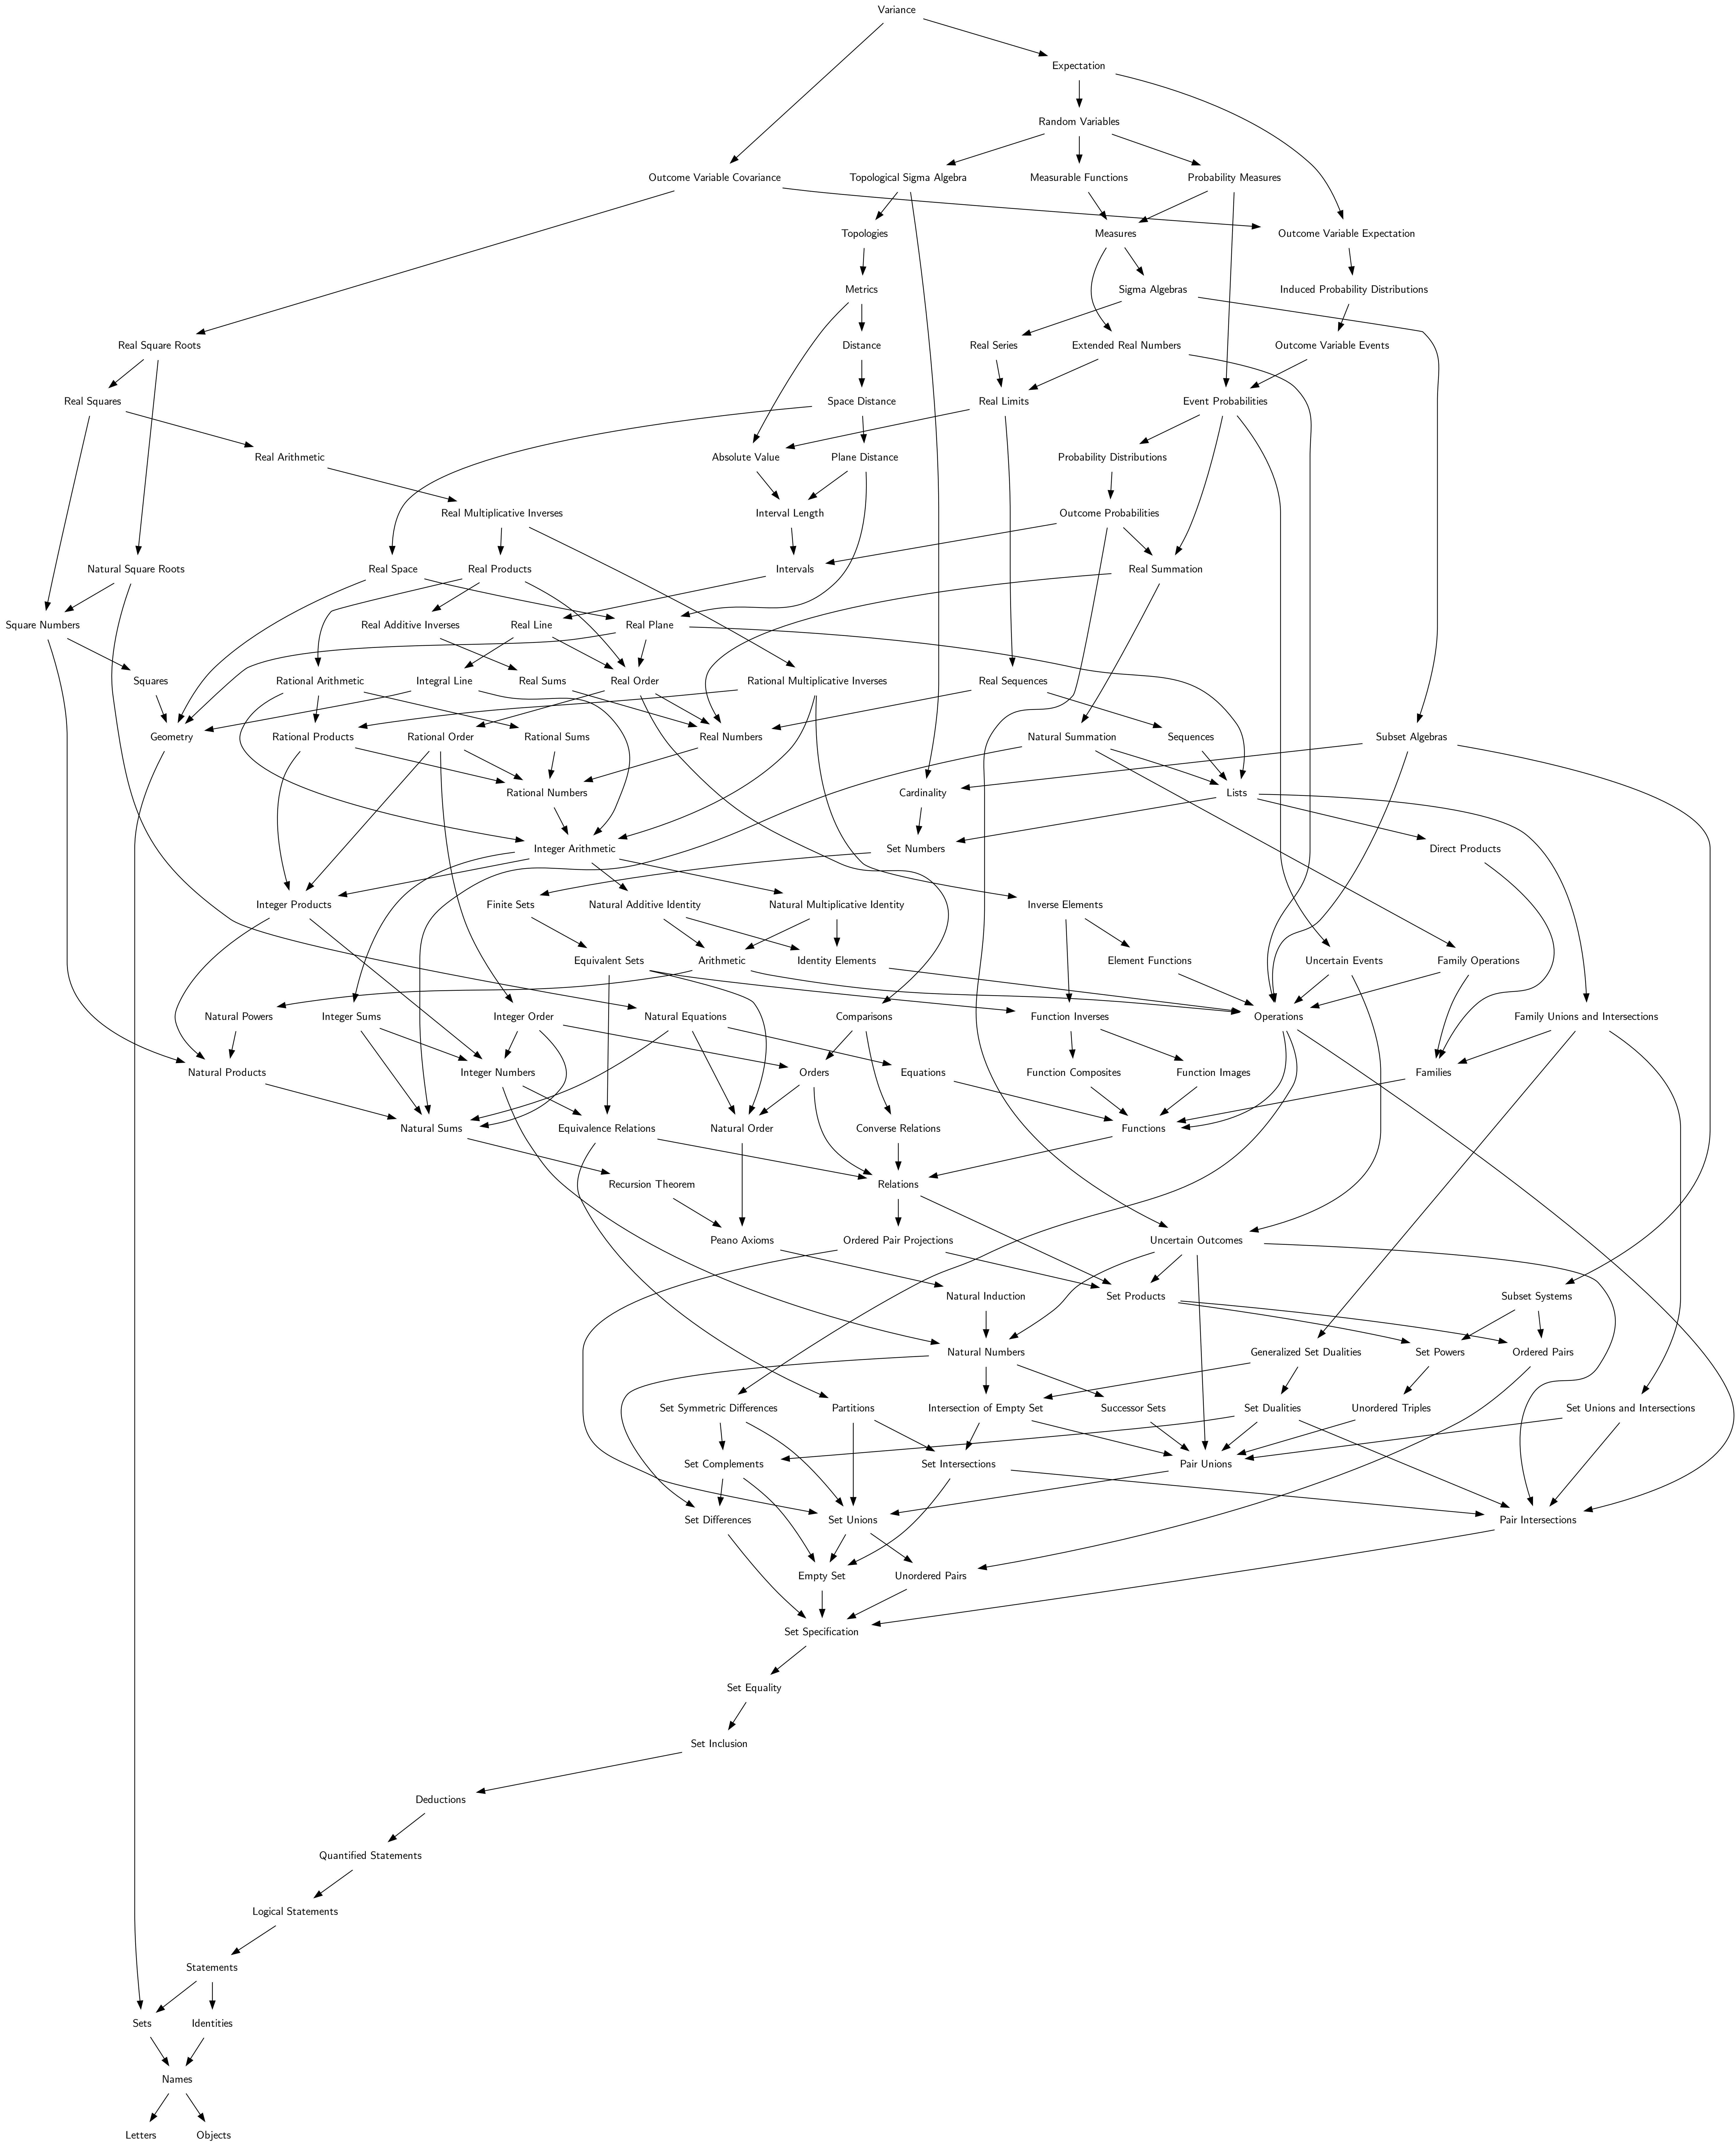 Variance
Expectation
Random Variables
Outcome Variable Covariance
Topological Sigma Algebra
Measurable Functions
Probability Measures
Topologies
Measures
Outcome Variable Expectation
Metrics
Sigma Algebras
Induced Probability Distributions
Real Square Roots
Distance
Real Series
Extended Real Numbers
Outcome Variable Events
Real Squares
Space Distance
Real Limits
Event Probabilities
Real Arithmetic
Absolute Value
Plane Distance
Probability Distributions
Real Multiplicative Inverses
Interval Length
Outcome Probabilities
Natural Square Roots
Real Space
Real Products
Intervals
Real Summation
Square Numbers
Real Additive Inverses
Real Line
Real Plane
Squares
Rational Arithmetic
Integral Line
Real Sums
Real Order
Rational Multiplicative Inverses
Real Sequences
Geometry
Rational Products
Rational Order
Rational Sums
Real Numbers
Natural Summation
Sequences
Subset Algebras
Rational Numbers
Cardinality
Lists
Integer Arithmetic
Set Numbers
Direct Products
Integer Products
Finite Sets
Natural Additive Identity
Natural Multiplicative Identity
Inverse Elements
Equivalent Sets
Arithmetic
Identity Elements
Element Functions
Uncertain Events
Family Operations
Natural Powers
Integer Sums
Integer Order
Natural Equations
Comparisons
Function Inverses
Operations
Family Unions and Intersections
Natural Products
Integer Numbers
Orders
Equations
Function Composites
Function Images
Families
Natural Sums
Equivalence Relations
Natural Order
Converse Relations
Functions
Recursion Theorem
Relations
Peano Axioms
Ordered Pair Projections
Uncertain Outcomes
Natural Induction
Set Products
Subset Systems
Natural Numbers
Generalized Set Dualities
Set Powers
Ordered Pairs
Set Symmetric Differences
Partitions
Intersection of Empty Set
Successor Sets
Set Dualities
Unordered Triples
Set Unions and Intersections
Set Complements
Set Intersections
Pair Unions
Set Differences
Set Unions
Pair Intersections
Empty Set
Unordered Pairs
Set Specification
Set Equality
Set Inclusion
Deductions
Quantified Statements
Logical Statements
Statements
Sets
Identities
Names
Letters
Objects